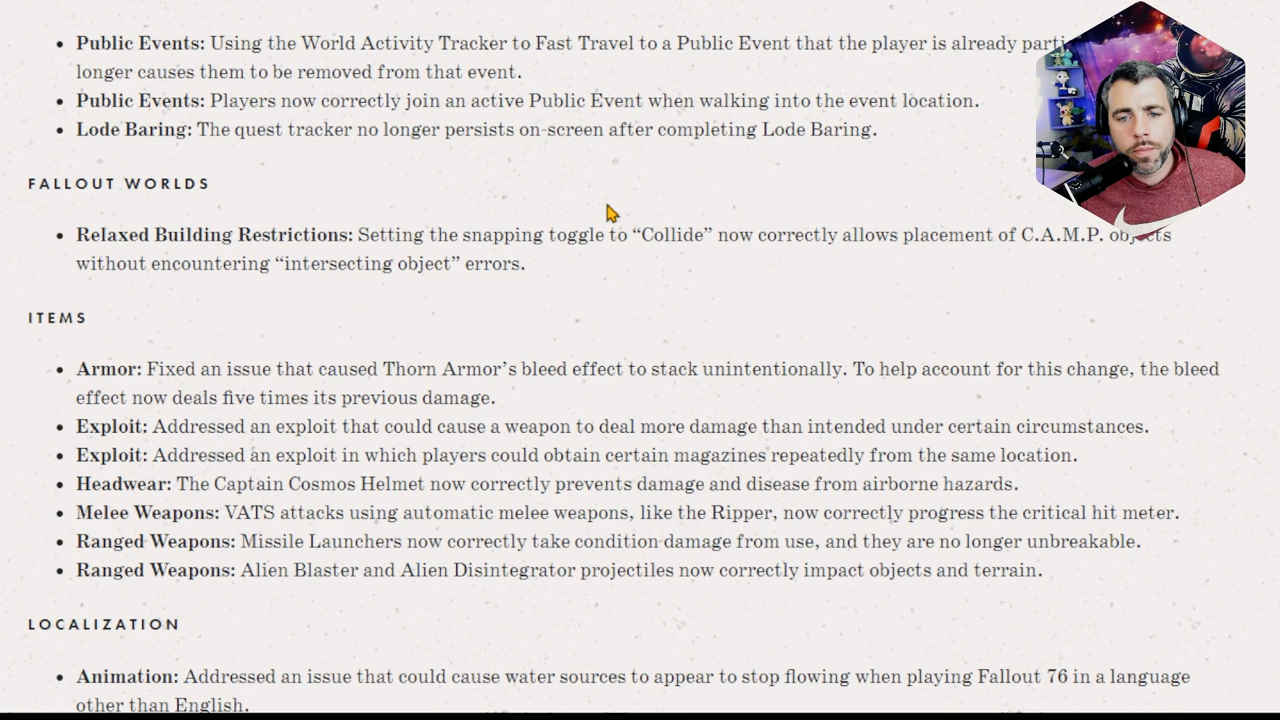 • Public Events: Using the World Activity Tracker to Fast Travel to a Public Event that the player is already
longer causes them to be removed from that event.
• Public Events: Players now correctly join an active Public Event when walking into the event location.
• Lode Baring: The quest tracker no longer persists on-screen after completing Lode Baring.
FALLOUT WORLDS
• Relaxed Building Restrictions: Setting the snapping toggle to “Collide” now correctly allows placement of C.A.M.P. objects
without encountering “intersecting object” errors.
ITEMS
• Armor: Fixed an issue that caused Thorn Armor’s bleed effect to stack unintentionally. To help account for this change, the bleed
effect now deals five times its previous damage.
• Exploit: Addressed an exploit that could cause a weapon to deal more damage than intended under certain circumstances.
• Exploit: Addressed an exploit in which players could obtain certain magazines repeatedly from the same location.
• Headwear: The Captain Cosmos Helmet now correctly prevents damage and disease from airborne hazards.
• Melee Weapons: VATS attacks using automatic melee weapons, like the Ripper, now correctly progress the critical hit meter.
• Ranged Weapons: Missile Launchers now correctly take condition damage from use, and they are no longer unbreakable.
• Ranged Weapons: Alien Blaster and Alien Disintegrator projectiles now correctly impact objects and terrain.
LOCALIZATION
• Animation: Addressed an issue that could cause water sources to appear to stop flowing when playing Fallout 76 in a language
other than English.